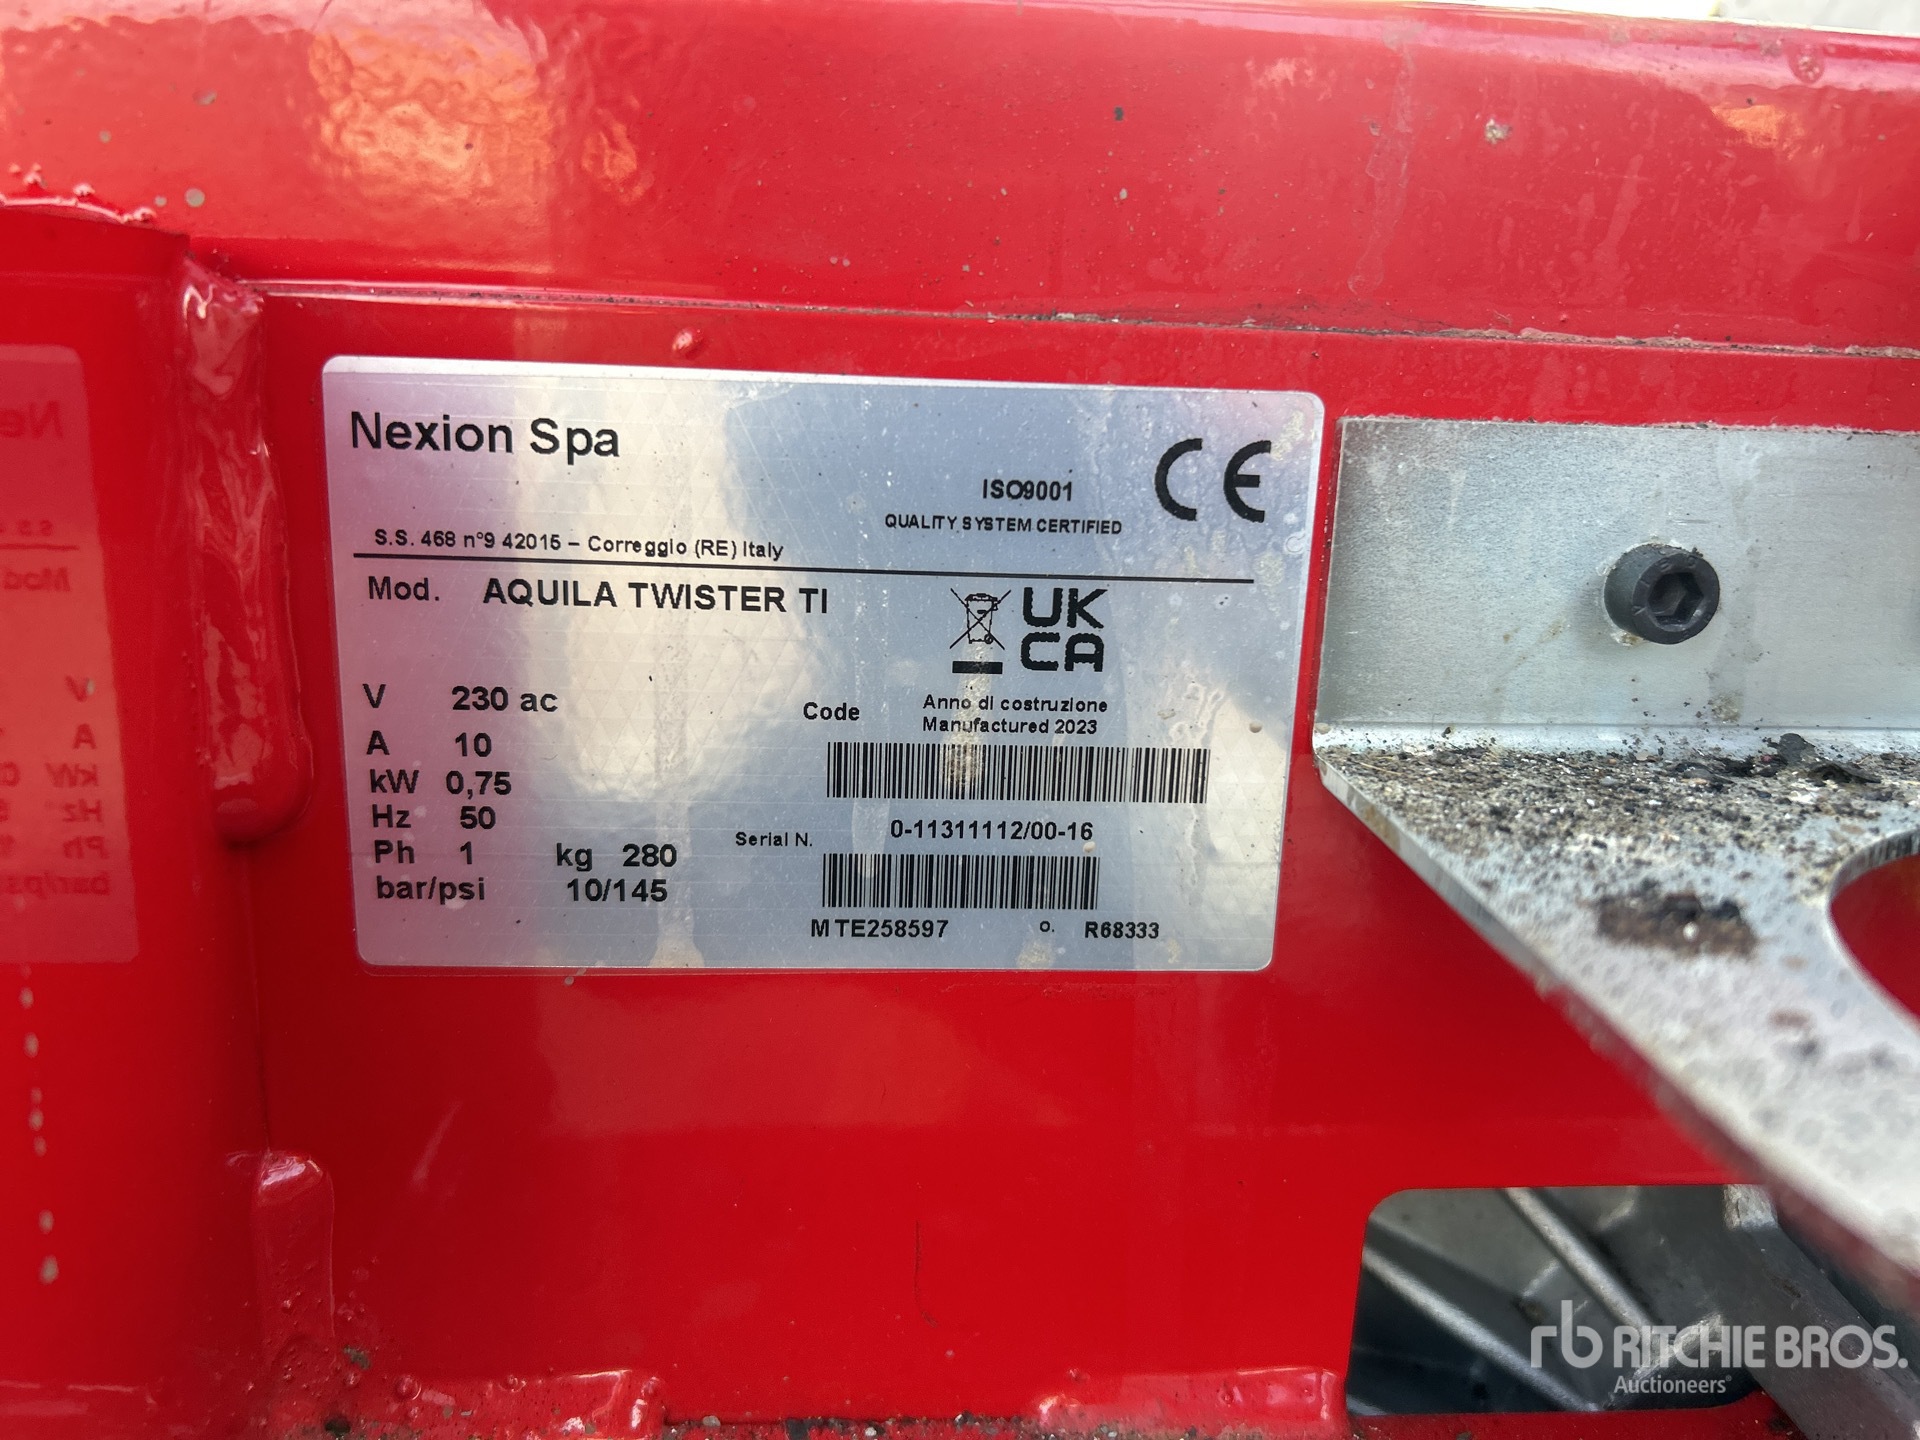 Nexion Spa
ISO9001
QUALITY SYSTEM CERTIFIED
CE
S.S. 468 n°9 42015 – Correggio (RE) Italy
Mod. AQUILA TWISTER TI
UK
CA
V 230 ac
A 10
kW 0,75
Hz 50
Ph 1 kg 280
bar/psi 10/145
Code
Anno di costruzione
Manufactured 2023
Serial N. 0-11311112/00-16
MTE258597 o. R68333
rb RITCHIE BROS.
Auctioneers